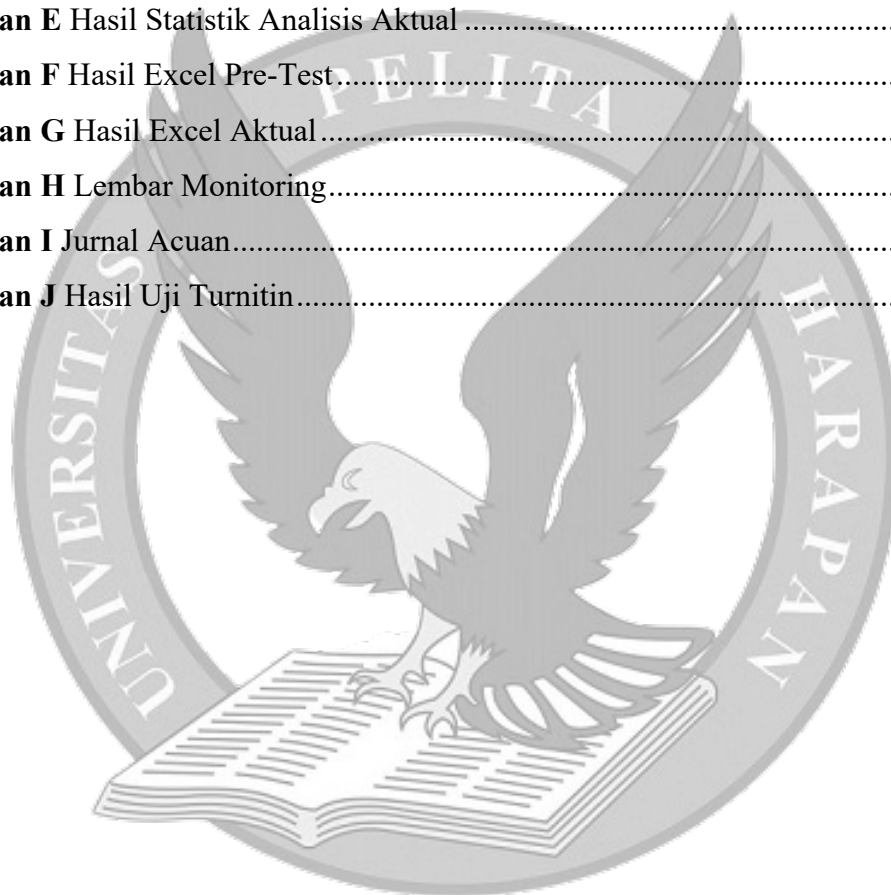 an E Hasil Statistik Analisis Aktual ..........................................................
an F Hasil Excel Pre-Test..........................................................................
an G Hasil Excel Aktual............................................................................
an H Lembar Monitoring...........................................................................
an I Jurnal Acuan.......................................................................................
an J Hasil Uji Turnitin...............................................................................
UNIVERSITAS PELITA HARAPAN